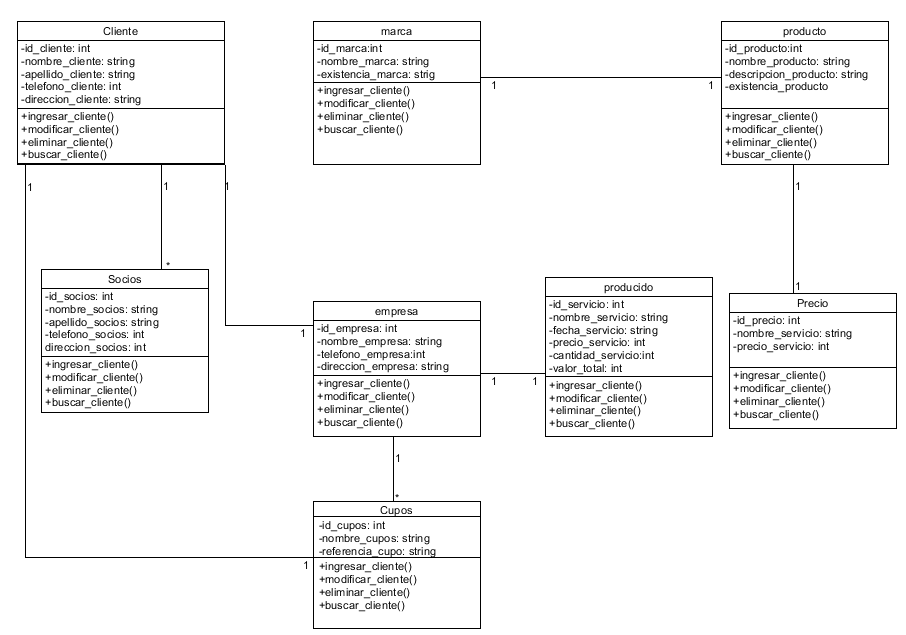 Cliente
-id_cliente: int
-nombre_cliente: string
-apellido_cliente: string
-telefono_cliente: int
-direccion_cliente: string
+ingresar_cliente()
+modificar_cliente()
+eliminar_cliente()
+buscar_cliente()
marca
-id_marca:int
-nombre_marca: string
-existencia_marca: strig
+ingresar_cliente()
+modificar_cliente()
+eliminar_cliente()
+buscar_cliente()
1
1
producto
-id_producto:int
-nombre_producto: string
-descripcion_producto: string
-existencia_producto
+ingresar_cliente()
+modificar_cliente()
+eliminar_cliente()
+buscar_cliente()
1
1
1
1
*
Socios
-id_socios: int
-nombre_socios: string
-apellido_socios: string
-telefono_socios: int
direccion_socios: int
+ingresar_cliente()
+modificar_cliente()
+eliminar_cliente()
+buscar_cliente()
1
empresa
-id_empresa: int
-nombre_empresa: string
-telefono_empresa:int
-direccion_empresa: string
+ingresar_cliente()
+modificar_cliente()
+eliminar_cliente()
+buscar_cliente()
1
1
producido
-id_servicio: int
-nombre_servicio: string
-fecha_servicio: string
-precio_servicio: int
-cantidad_servicio:int
-valor_total: int
+ingresar_cliente()
+modificar_cliente()
+eliminar_cliente()
+buscar_cliente()
1
Precio
-id_precio: int
-nombre_servicio: string
-precio_servicio: int
+ingresar_cliente()
+modificar_cliente()
+eliminar_cliente()
+buscar_cliente()
1
*
Cupos
-id_cupos: int
-nombre_cupos: string
-referencia_cupo: string
+ingresar_cliente()
+modificar_cliente()
+eliminar_cliente()
+buscar_cliente()
1